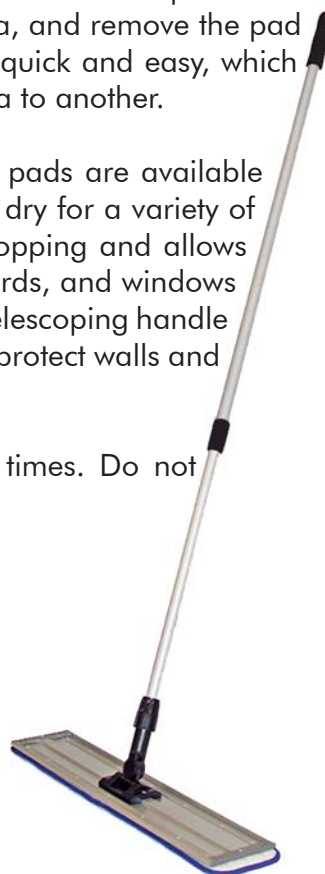 a, and remove the pad
quick and easy, which
a to another.
pads are available
dry for a variety of
opping and allows
rds, and windows
elescoping handle
protect walls and
times. Do not